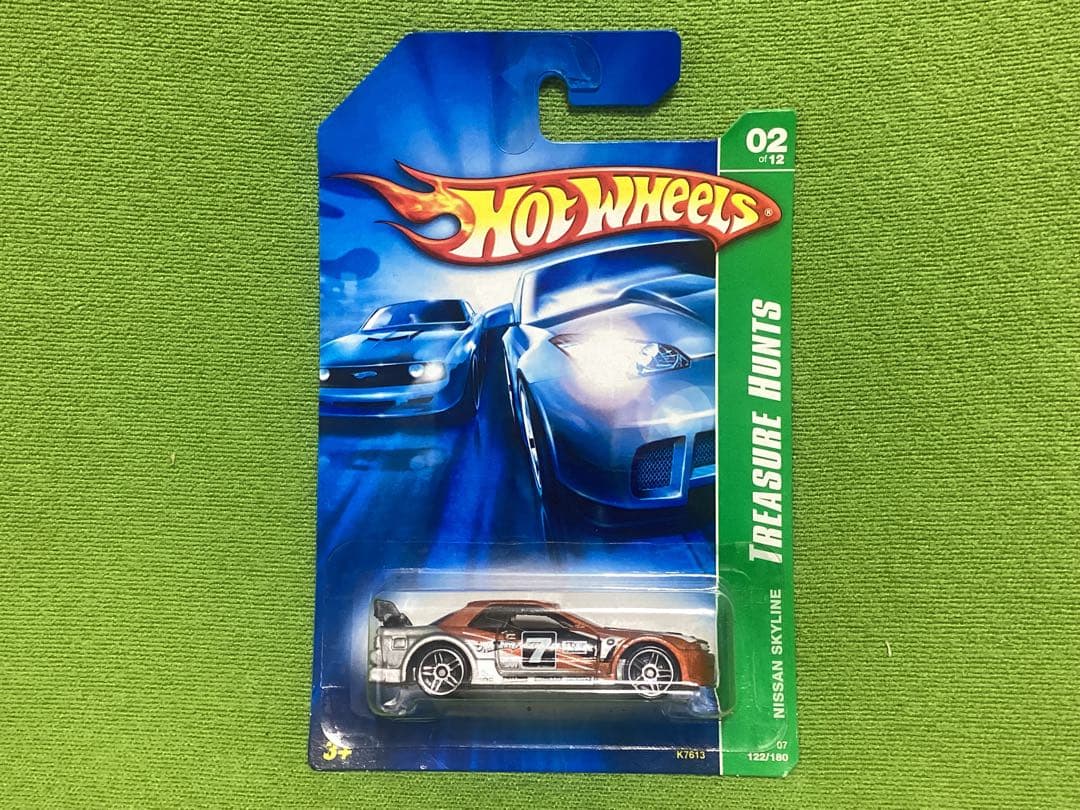 02
of 12
HOT WHEELS®
TREASURE HUNTS
NISSAN SKYLINE
7
3+
K7613
07
122/180